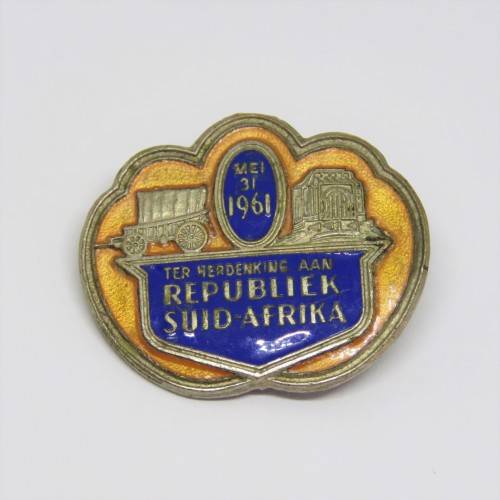 MEI
31
1961
TER HERDENKING AAN
REPUBLIEK
SUID-AFRIKA